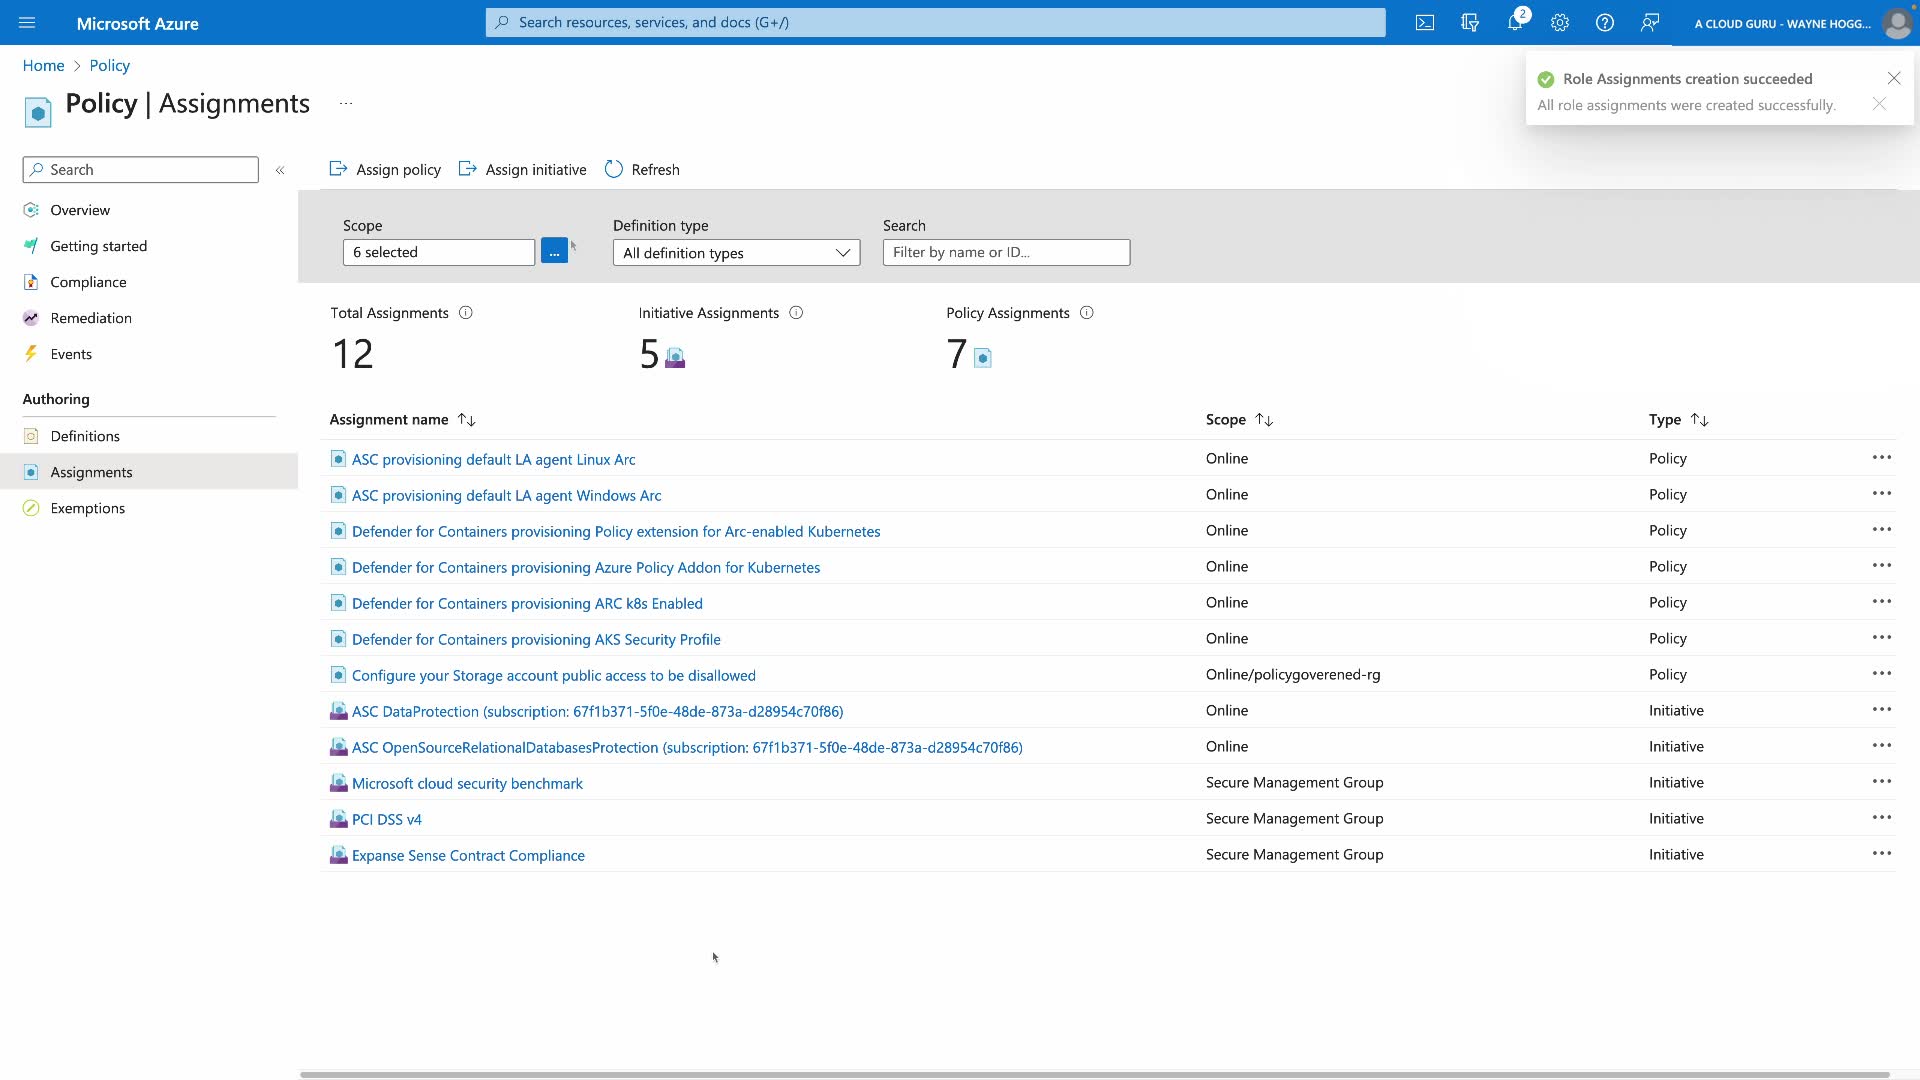 Microsoft Azure
Search resources, services, and docs (G+/)
2
A CLOUD GURU - WAYNE HOGG...
Home > Policy
Policy | Assignments ...
Role Assignments creation succeeded
All role assignments were created successfully.
Search
«
Assign policy
Assign initiative
Refresh
Overview
Getting started
Compliance
Remediation
Events
Authoring
Definitions
Assignments
Exemptions
Scope
Definition type
Search
6 selected
...
All definition types
Filter by name or ID...
Total Assignments
Initiative Assignments
Policy Assignments
12
5
7
Assignment name ↑↓ Scope ↑↓ Type ↑↓
ASC provisioning default LA agent Linux Arc Online Policy ...
ASC provisioning default LA agent Windows Arc Online Policy ...
Defender for Containers provisioning Policy extension for Arc-enabled Kubernetes Online Policy ...
Defender for Containers provisioning Azure Policy Addon for Kubernetes Online Policy ...
Defender for Containers provisioning ARC k8s Enabled Online Policy ...
Defender for Containers provisioning AKS Security Profile Online Policy ...
Configure your Storage account public access to be disallowed Online/policygoverened-rg Policy ...
ASC DataProtection (subscription: 67f1b371-5f0e-48de-873a-d28954c70f86) Online Initiative ...
ASC OpenSourceRelationalDatabasesProtection (subscription: 67f1b371-5f0e-48de-873a-d28954c70f86) Online Initiative ...
Microsoft cloud security benchmark Secure Management Group Initiative ...
PCI DSS v4 Secure Management Group Initiative ...
Expanse Sense Contract Compliance Secure Management Group Initiative ...